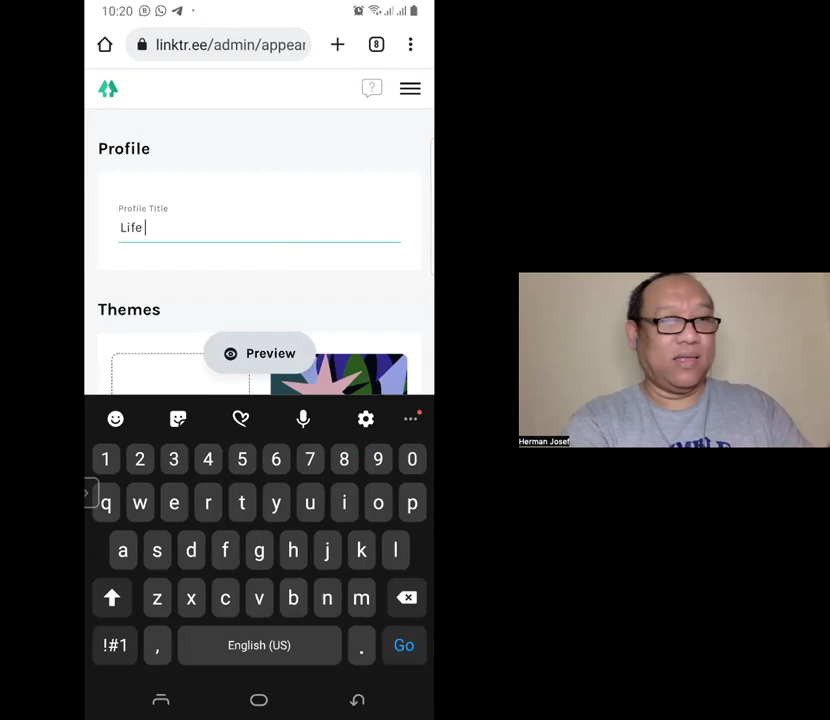 10:20
linktr.ee/admin/appear
8
?
Profile
Profile Title
Life
Themes
Preview
1 2 3 4 5 6 7 8 9 0
q w e r t y u i o p
a s d f g h j k l
z x c v b n m
!#1 , English (US) . Go
Herman Josef